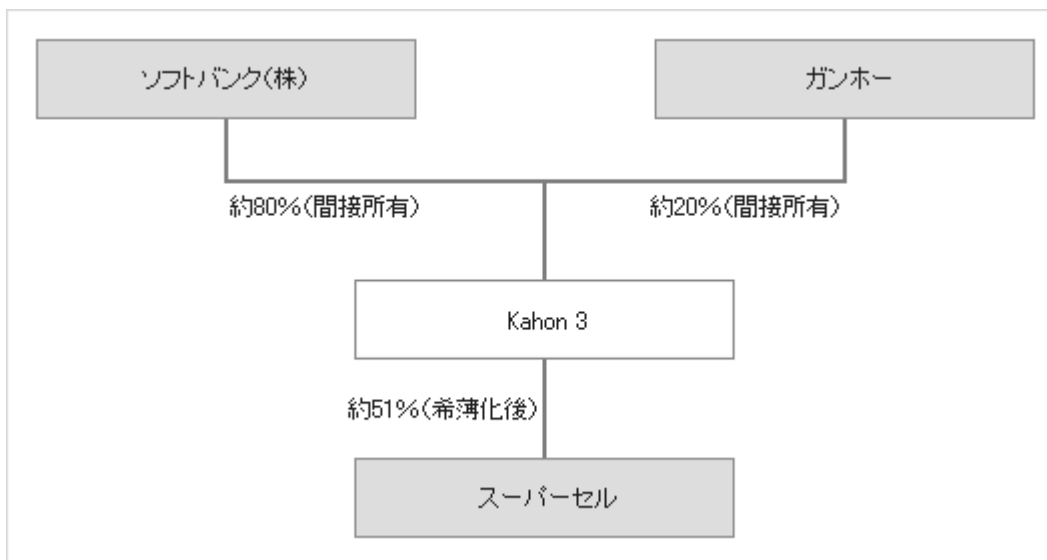 ソフトバンク(株)
ガンホー
約80%(間接所有)
約20%(間接所有)
Kahon 3
約51%(希薄化後)
スーパーセル